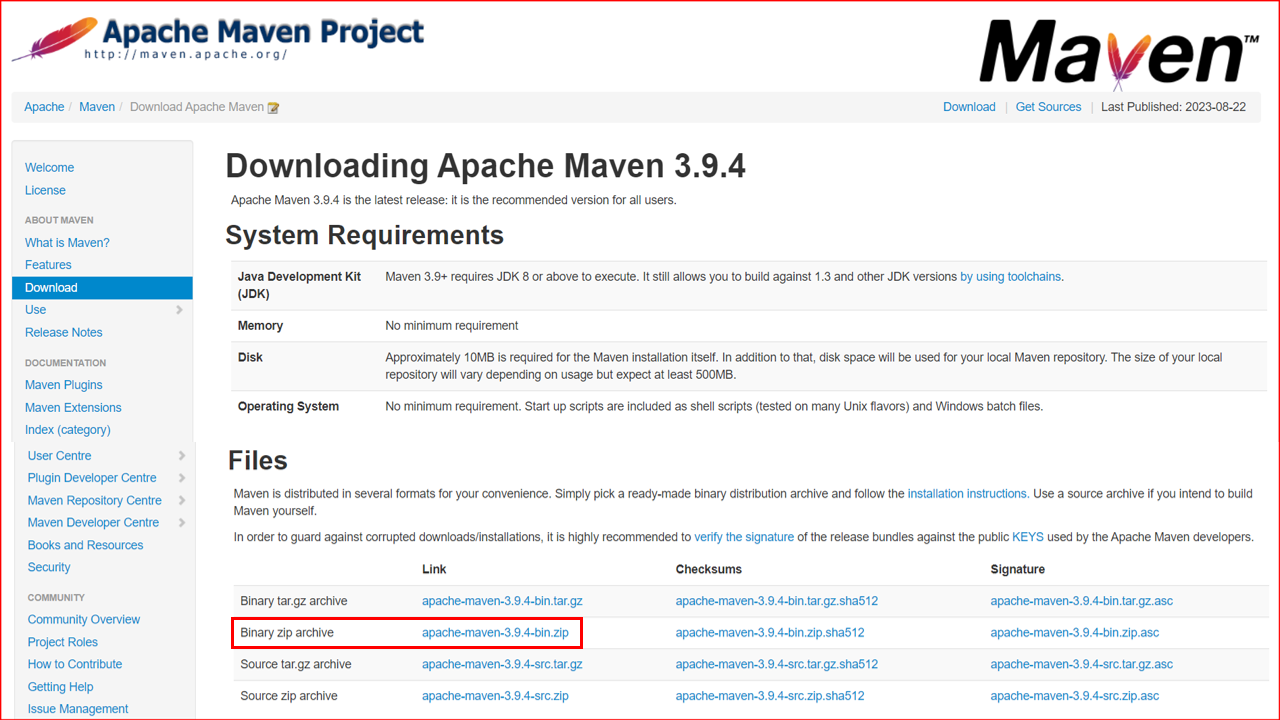 Apache Maven Project
http://maven.apache.org/
Maven™
Apache / Maven / Download Apache Maven
Download | Get Sources | Last Published: 2023-08-22
Welcome
License
ABOUT MAVEN
What is Maven?
Features
Download
Use
Release Notes
DOCUMENTATION
Maven Plugins
Maven Extensions
Index (category)
User Centre
Plugin Developer Centre
Maven Repository Centre
Maven Developer Centre
Books and Resources
Security
COMMUNITY
Community Overview
Project Roles
How to Contribute
Getting Help
Issue Management
Downloading Apache Maven 3.9.4
Apache Maven 3.9.4 is the latest release: it is the recommended version for all users.
System Requirements
Java Development Kit Maven 3.9+ requires JDK 8 or above to execute. It still allows you to build against 1.3 and other JDK versions by using toolchains.
(JDK)
Memory No minimum requirement
Disk Approximately 10MB is required for the Maven installation itself. In addition to that, disk space will be used for your local Maven repository. The size of your local
repository will vary depending on usage but expect at least 500MB.
Operating System No minimum requirement. Start up scripts are included as shell scripts (tested on many Unix flavors) and Windows batch files.
Files
Maven is distributed in several formats for your convenience. Simply pick a ready-made binary distribution archive and follow the installation instructions. Use a source archive if you intend to build
Maven yourself.
In order to guard against corrupted downloads/installations, it is highly recommended to verify the signature of the release bundles against the public KEYS used by the Apache Maven developers.
Link Checksums Signature
Binary tar.gz archive apache-maven-3.9.4-bin.tar.gz apache-maven-3.9.4-bin.tar.gz.sha512 apache-maven-3.9.4-bin.tar.gz.asc
Binary zip archive apache-maven-3.9.4-bin.zip apache-maven-3.9.4-bin.zip.sha512 apache-maven-3.9.4-bin.zip.asc
Source tar.gz archive apache-maven-3.9.4-src.tar.gz apache-maven-3.9.4-src.tar.gz.sha512 apache-maven-3.9.4-src.tar.gz.asc
Source zip archive apache-maven-3.9.4-src.zip apache-maven-3.9.4-src.zip.sha512 apache-maven-3.9.4-src.zip.asc